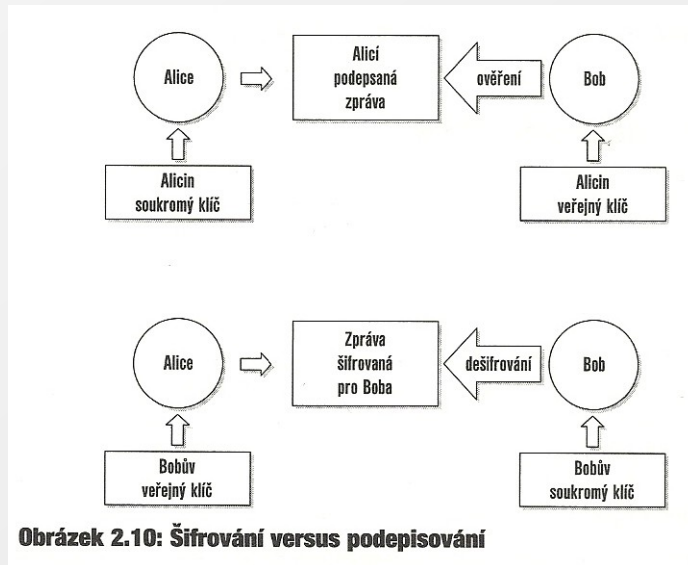 Alice
Alicí
podepsaná
zpráva
ověření
Bob
Alicin
soukromý klíč
Alicin
veřejný klíč
Alice
Zpráva
šifrovaná
pro Boba
dešifrování
Bob
Bobův
veřejný klíč
Bobův
soukromý klíč
Obrázek 2.10: Šifrování versus podepisování